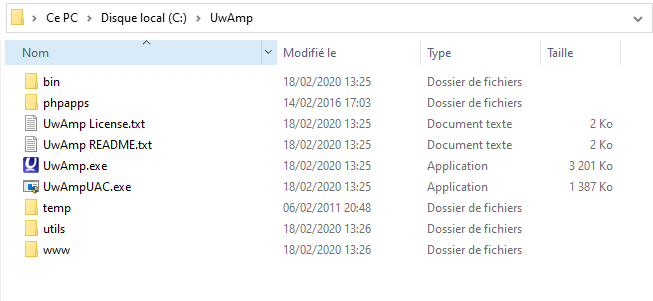 Ce PC > Disque local (C:) > UwAmp
Nom Modifié le Type Taille
bin 18/02/2020 13:25 Dossier de fichiers
phpapps 14/02/2016 17:03 Dossier de fichiers
UwAmp License.txt 18/02/2020 13:25 Document texte 2 Ko
UwAmp README.txt 18/02/2020 13:25 Document texte 2 Ko
UwAmp.exe 18/02/2020 13:25 Application 3 201 Ko
UwAmpUAC.exe 18/02/2020 13:25 Application 1 387 Ko
temp 06/02/2011 20:48 Dossier de fichiers
utils 18/02/2020 13:26 Dossier de fichiers
www 18/02/2020 13:26 Dossier de fichiers